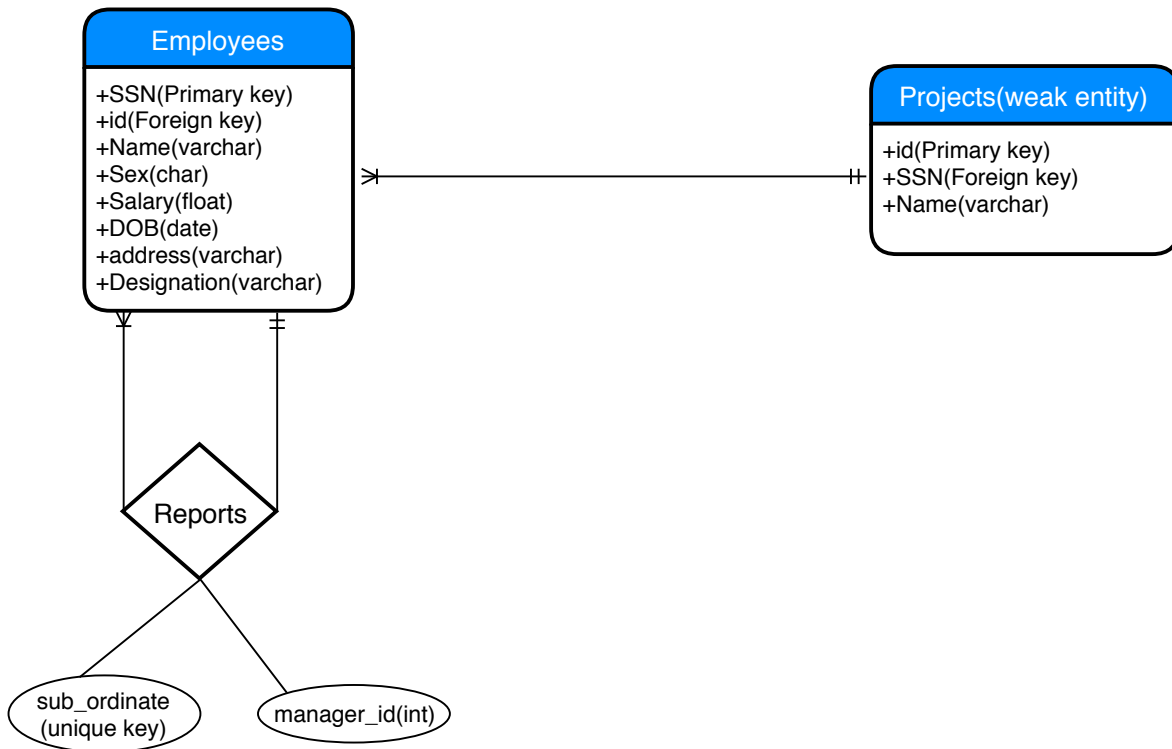 Employees
+SSN(Primary key)
+id(Foreign key)
+Name(varchar)
+Sex(char)
+Salary(float)
+DOB(date)
+address(varchar)
+Designation(varchar)
Projects(weak entity)
+id(Primary key)
+SSN(Foreign key)
+Name(varchar)
Reports
sub_ordinate
(unique key)
manager_id(int)